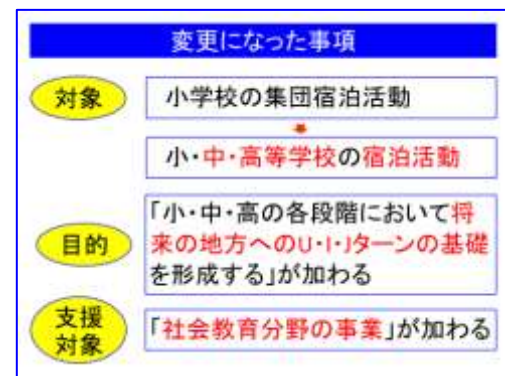 変更になった事項
対象
小学校の集団宿泊活動
小・中・高等学校の宿泊活動
目的
「小・中・高の各段階において将
来の地方へのU・I・Jターンの基礎
を形成する」が加わる
支援
対象
「社会教育分野の事業」が加わる